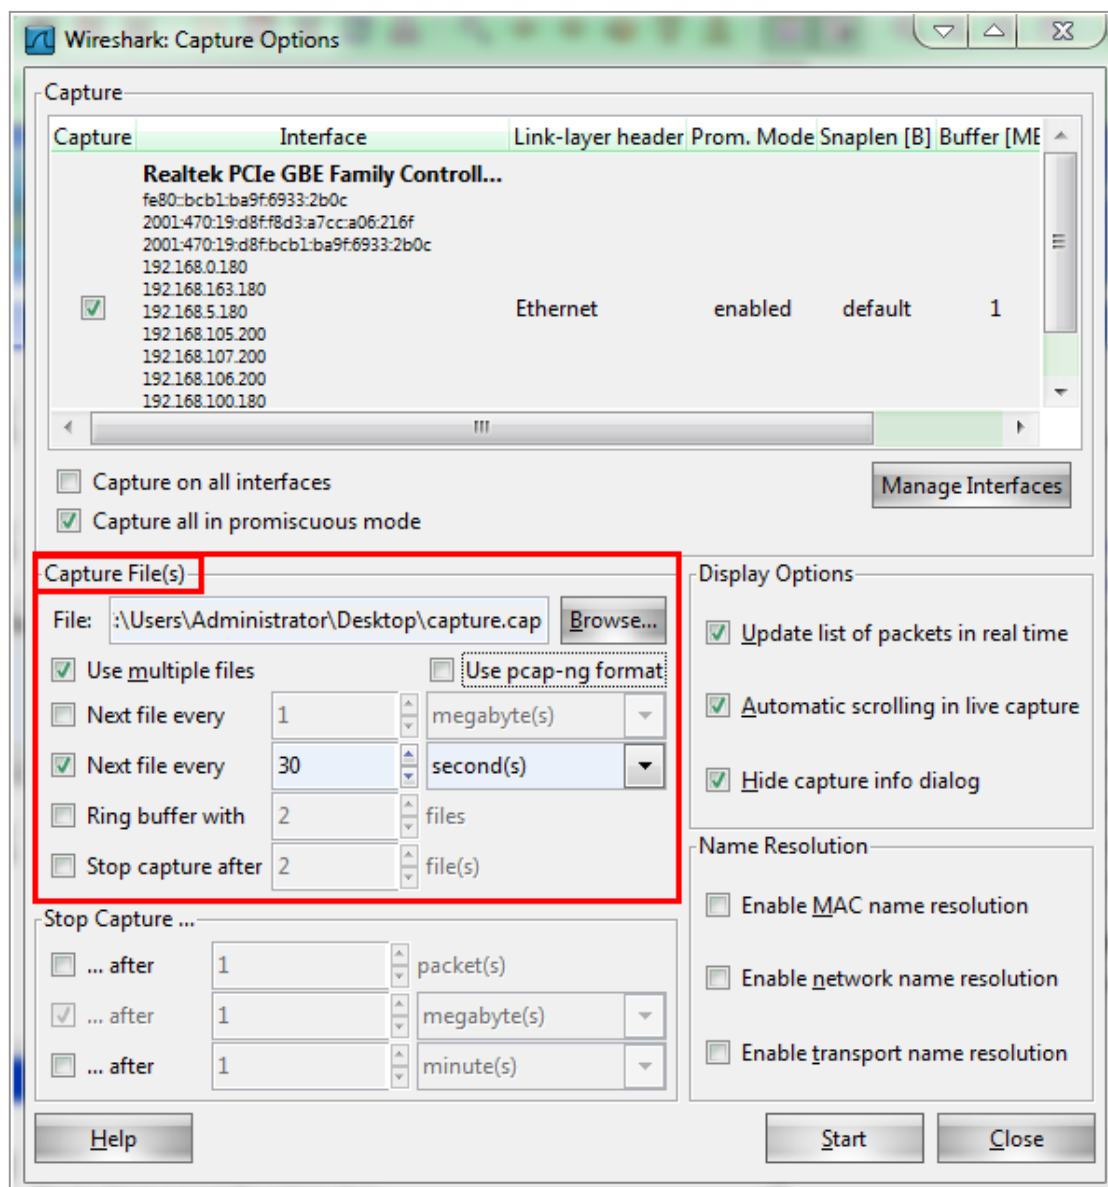 Wireshark: Capture Options
Capture
Capture Interface Link-layer header Prom. Mode Snaplen [B] Buffer [ME
Realtek PCIe GBE Family Controll...
fe80::bcb1:ba9f:6933:2b0c
2001:470:19:d8f:f8d3:a7cc:a06:216f
2001:470:19:d8f:bcb1:ba9f:6933:2b0c
192.168.0.180
192.168.163.180
192.168.5.180 Ethernet enabled default 1
192.168.105.200
192.168.107.200
192.168.106.200
192.168.100.180
Capture on all interfaces
Manage Interfaces
Capture all in promiscuous mode
Capture File(s)
File: :\Users\Administrator\Desktop\capture.cap Browse...
Use multiple files Use pcap-ng format
Next file every 1 megabyte(s)
Next file every 30 second(s)
Ring buffer with 2 files
Stop capture after 2 file(s)
Display Options
Update list of packets in real time
Automatic scrolling in live capture
Hide capture info dialog
Stop Capture ...
... after 1 packet(s)
... after 1 megabyte(s)
... after 1 minute(s)
Name Resolution
Enable MAC name resolution
Enable network name resolution
Enable transport name resolution
Help Start Close